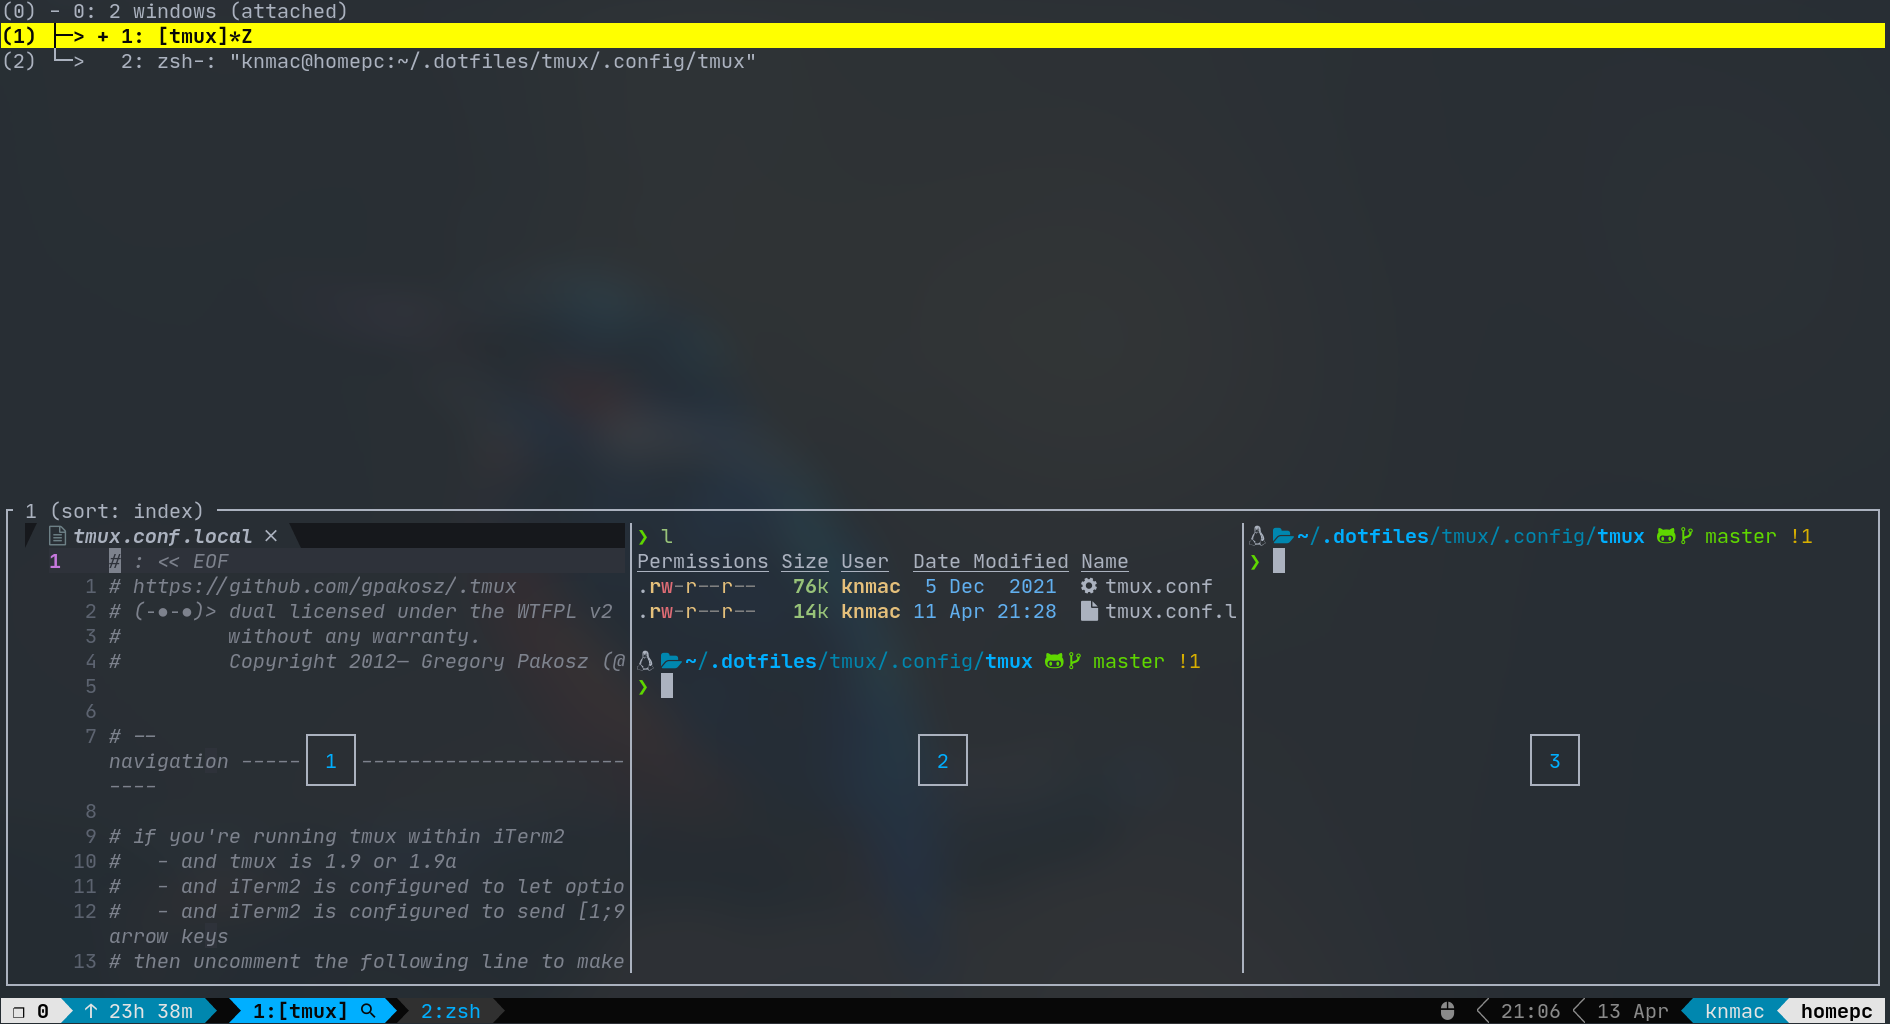 (0) - 0: 2 windows (attached)
(1) ├─> + 1: [tmux]*Z
(2) └─>   2: zsh-: "knmac@homepc:~/.dotfiles/tmux/.config/tmux"
1 (sort: index)
tmux.conf.local ×
1 # : << EOF
1 # https://github.com/gpakosz/.tmux
2 # (-●-●)> dual licensed under the WTFPL v2
3 #         without any warranty.
4 #         Copyright 2012— Gregory Pakosz (@
5
6
7 # --
navigation ----- ----------------------
----
8
9 # if you're running tmux within iTerm2
10 #   - and tmux is 1.9 or 1.9a
11 #   - and iTerm2 is configured to let optio
12 #   - and iTerm2 is configured to send [1;9
arrow keys
13 # then uncomment the following line to make
1
❯ l
Permissions Size User  Date Modified Name
.rw-r--r--   76k knmac  5 Dec  2021  tmux.conf
.rw-r--r--   14k knmac 11 Apr 21:28  tmux.conf.l
~/.dotfiles/tmux/.config/tmux master !1
❯
2
~/.dotfiles/tmux/.config/tmux master !1
❯
3
❐ 0 ↑ 23h 38m 1:[tmux] 2:zsh 21:06 13 Apr knmac homepc